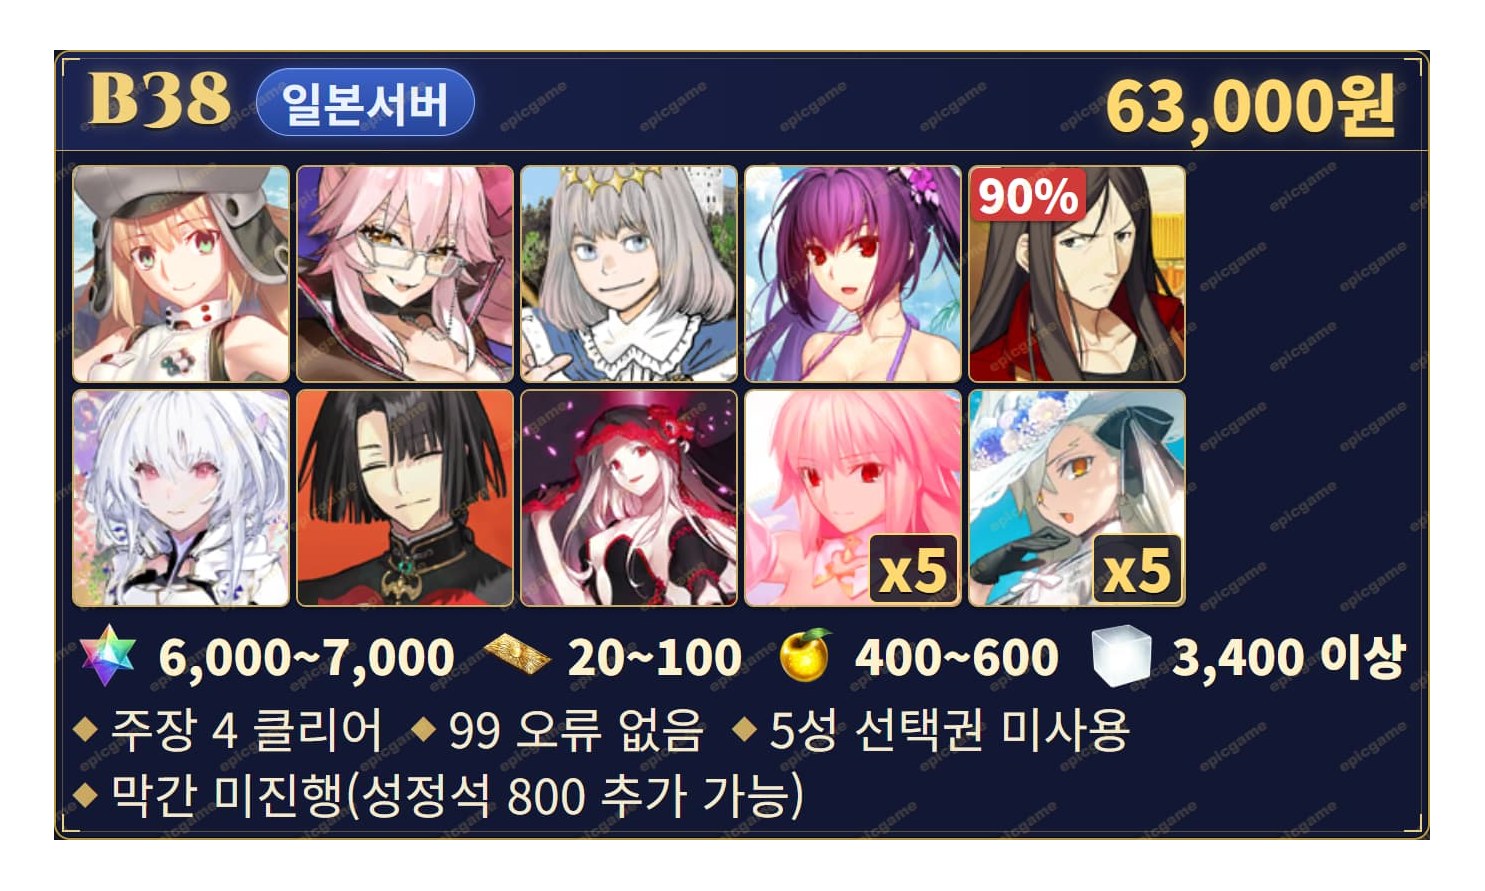 B38 일본서버 63,000원
90%
x5 x5
6,000~7,000 20~100 400~600 3,400 이상
◆ 주장 4 클리어 ◆ 99 오류 없음 ◆ 5성 선택권 미사용
◆ 막간 미진행(성정석 800 추가 가능)
epicgame